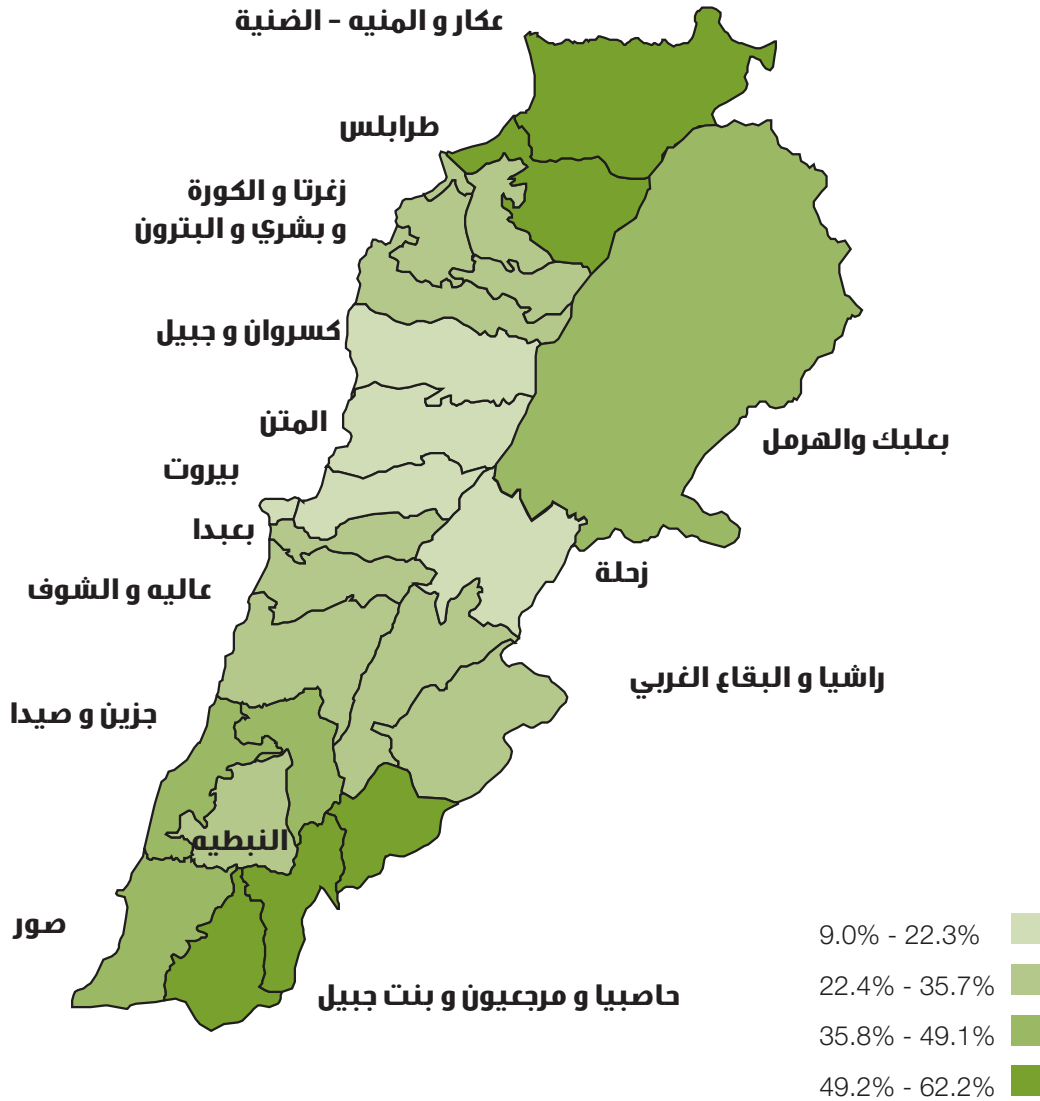 عكار و المنيه - الضنية
طرابلس
زغرتا و الكورة
و بشري و البترون
كسروان و جبيل
المتن
بعلبك والهرمل
بيروت
بعبدا
زحلة
عاليه و الشوف
راشيا و البقاع الغربي
جزين و صيدا
النبطيه
صور
حاصبيا و مرجعيون و بنت جبيل
9.0% - 22.3%
22.4% - 35.7%
35.8% - 49.1%
49.2% - 62.2%